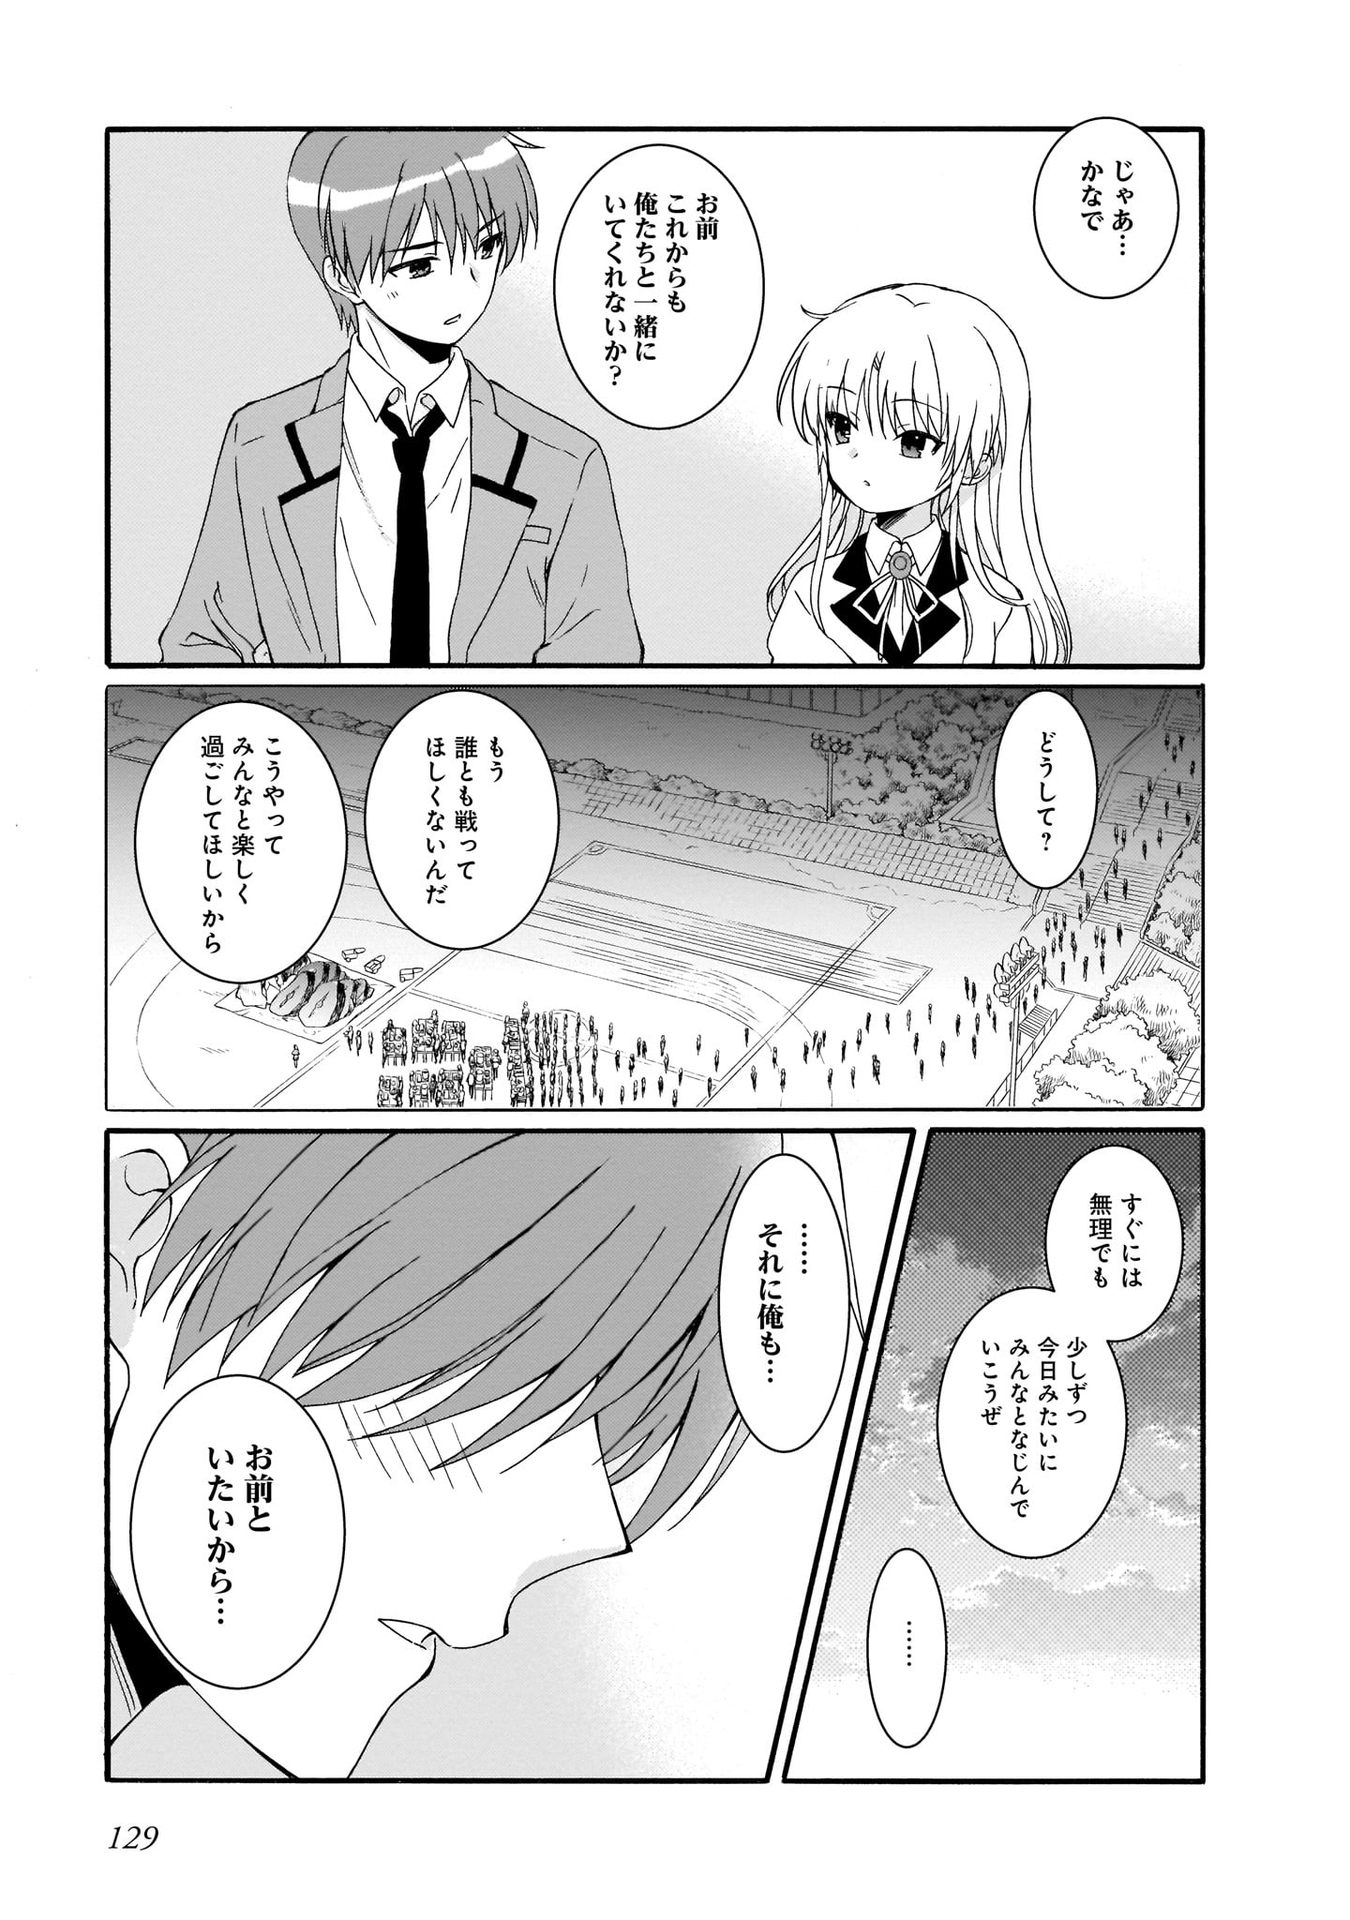 じゃあ…
かなで
お前
これからも
俺たちと一緒に
いてくれないか？
どうして？
もう
誰とも戦って
ほしくないんだ
こうやって
みんなと楽しく
過ごしてほしいから
すぐには
無理でも
少しずつ
今日みたいに
みんなとなじんで
いこうぜ
……
……
それに俺も…
お前と
いたいから…
129